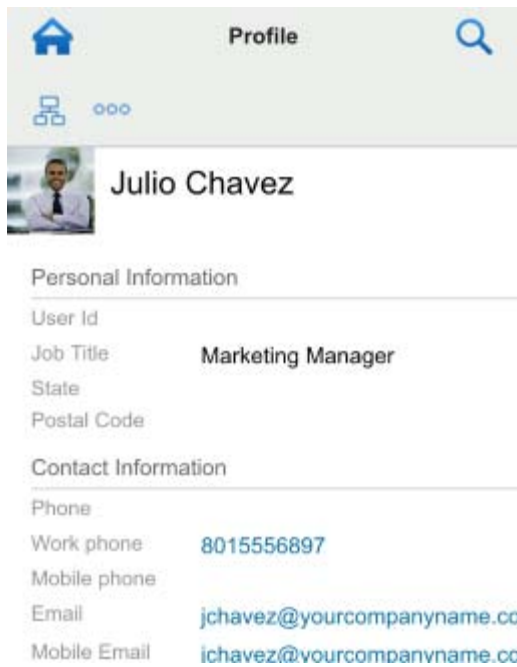 Profile
Julio Chavez
Personal Information
User Id
Job Title Marketing Manager
State
Postal Code
Contact Information
Phone
Work phone 8015556897
Mobile phone
Email jchavez@yourcompanyname.co
Mobile Email jchavez@yourcompanyname.co